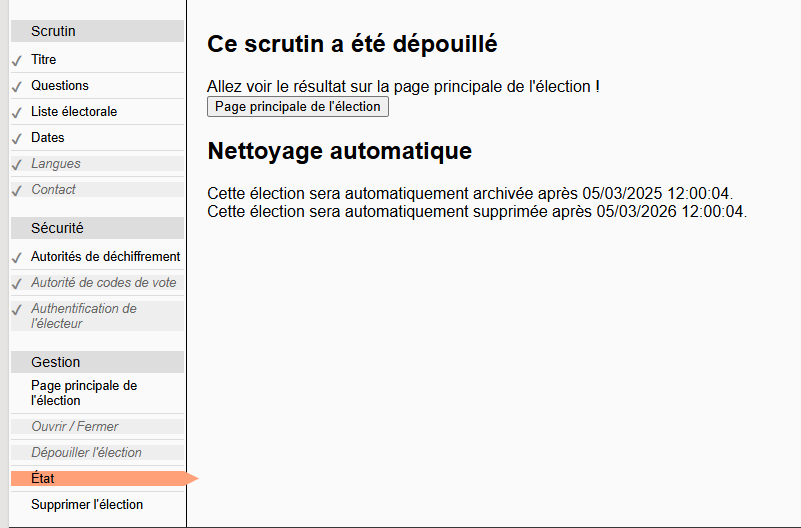 Scrutin
Titre
Questions
Liste électorale
Dates
Langues
Contact
Sécurité
Autorités de déchiffrement
Autorité de codes de vote
Authentification de
l'électeur
Gestion
Page principale de
l'élection
Ouvrir / Fermer
Dépouiller l'élection
État
Supprimer l'élection
Ce scrutin a été dépouillé
Allez voir le résultat sur la page principale de l'élection !
Page principale de l'élection
Nettoyage automatique
Cette élection sera automatiquement archivée après 05/03/2025 12:00:04.
Cette élection sera automatiquement supprimée après 05/03/2026 12:00:04.